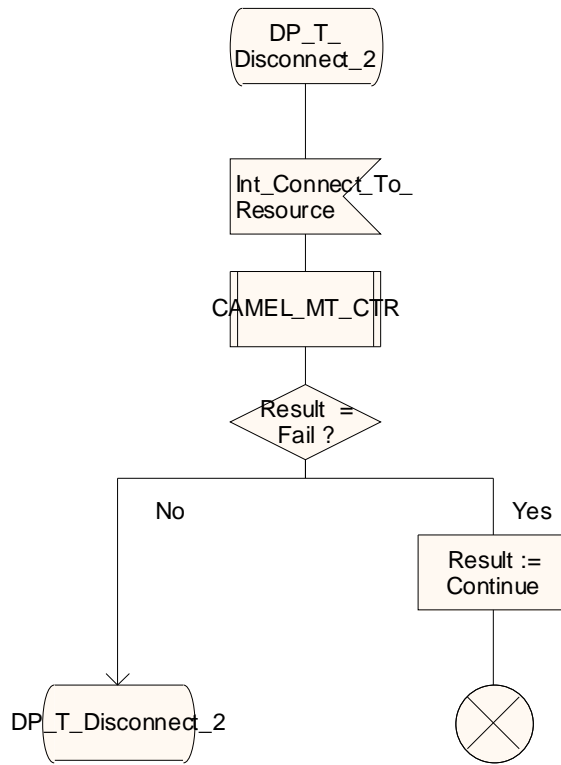 DP_T_
Disconnect_2
Int_Connect_To_
Resource
CAMEL_MT_CTR
Result =
Fail ?
No
Yes
Result :=
Continue
DP_T_Disconnect_2